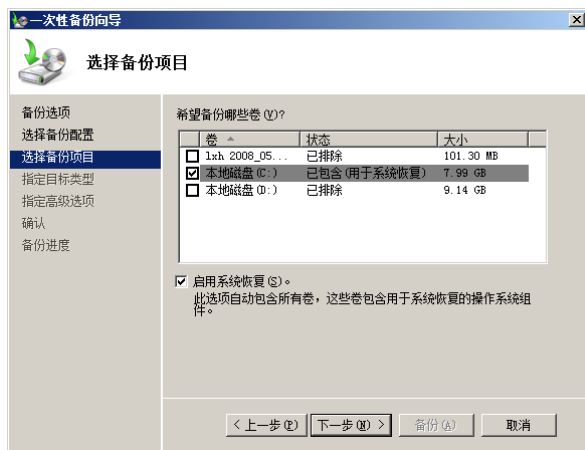 一次性备份向导
选择备份项目
备份选项
选择备份配置
选择备份项目
指定目标类型
指定高级选项
确认
备份进度
希望备份哪些卷(V)?
卷 状态 大小
lxh 2008_05... 已排除 101.30 MB
本地磁盘(C:) 已包含(用于系统恢复) 7.99 GB
本地磁盘(D:) 已排除 9.14 GB
启用系统恢复(S)。
此选项自动包含所有卷，这些卷包含用于系统恢复的操作系统组
件。
< 上一步(P) 下一步(N) > 备份(A) 取消